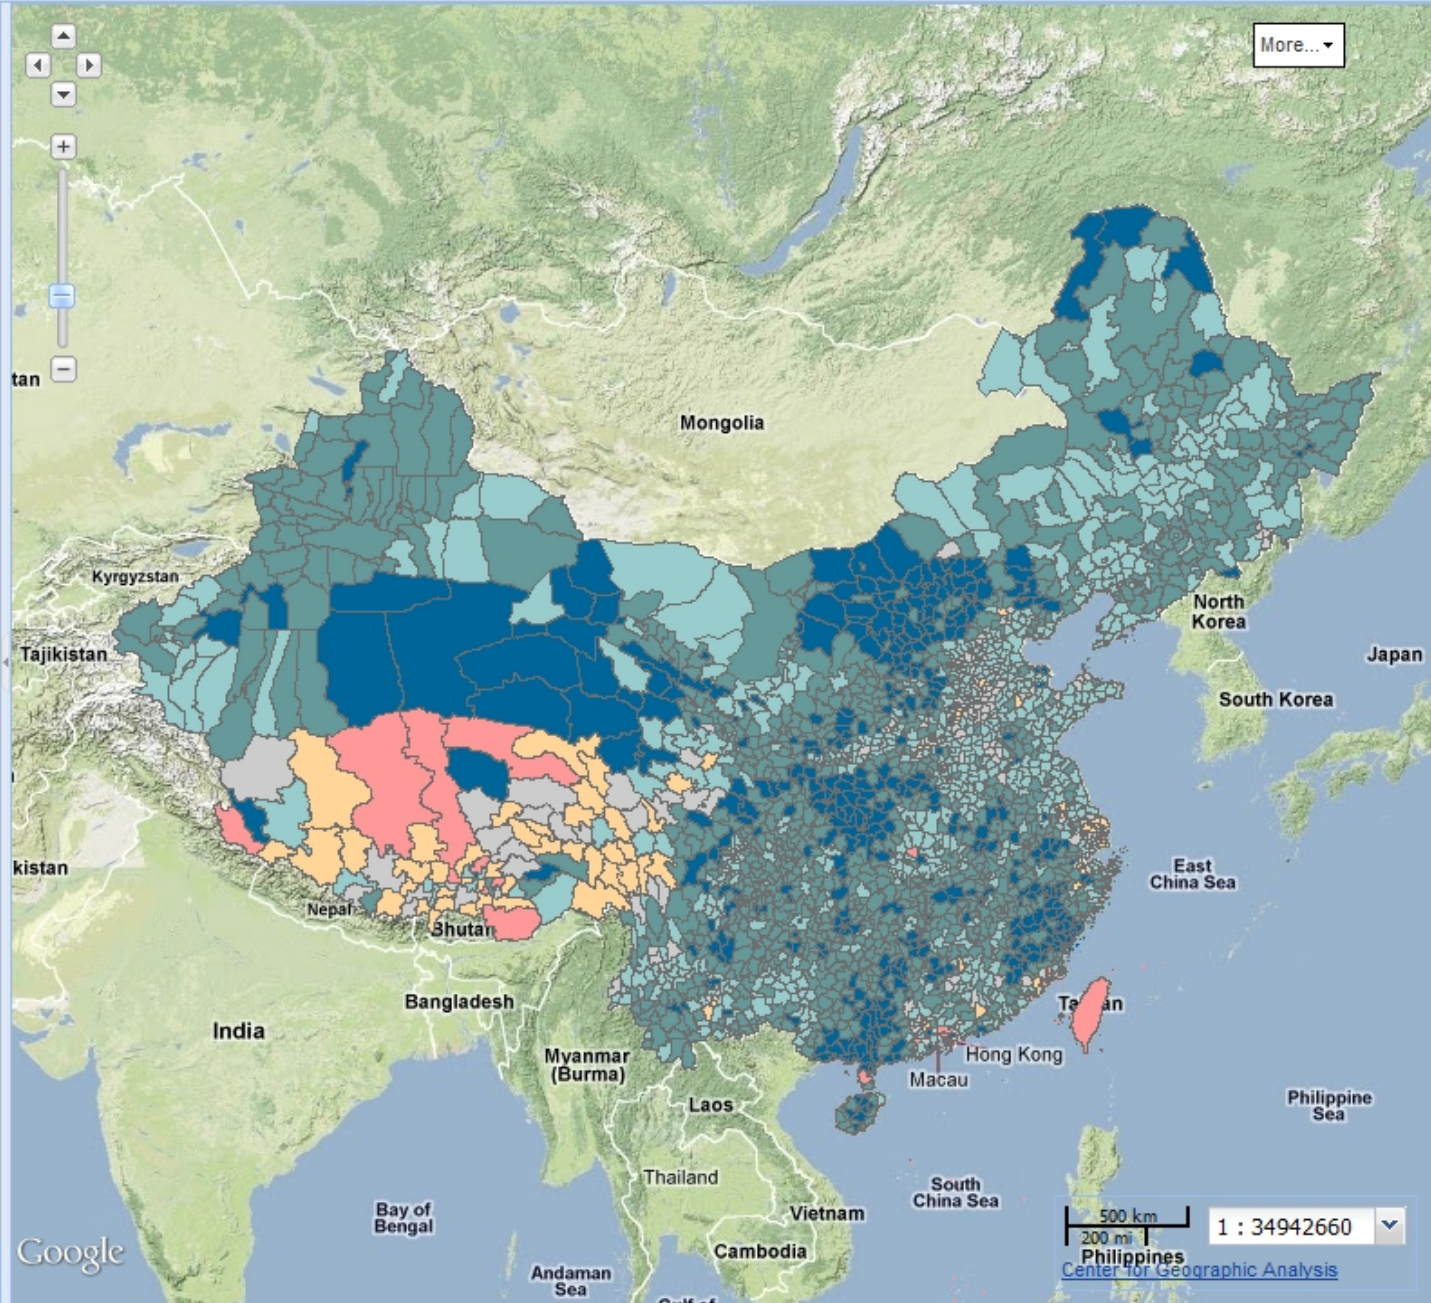 More...
+
−
tan
Mongolia
Kyrgyzstan
Tajikistan
North
Korea
Japan
South Korea
kistan
East
China Sea
Nepal
Bhutan
Bangladesh
India
Myanmar
(Burma)
Hong Kong
Macau
Laos
Philippine
Sea
Thailand
South
China Sea
Bay of
Bengal
Vietnam
500 km
200 mi
1 : 34942660
Cambodia
Philippines
Google
Center for Geographic Analysis
Andaman
Sea
Gulf of